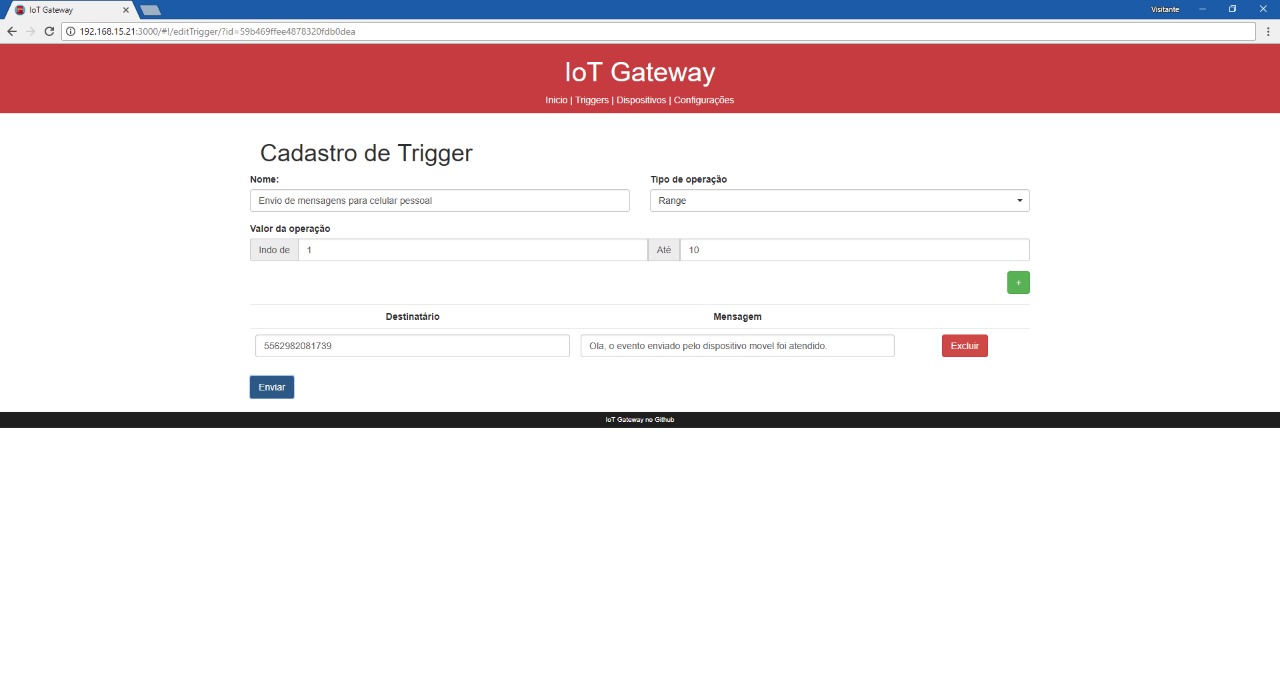 IoT Gateway
Visitante
192.168.15.21:3000/#!/editTrigger/?id=59b469ffee4878320fdb0dea
IoT Gateway
Inicio | Triggers | Dispositivos | Configurações
Cadastro de Trigger
Nome: Tipo de operação
Envio de mensagens para celular pessoal Range
Valor da operação
Indo de 1 Até 10
+
Destinatário Mensagem
5562982081739 Ola, o evento enviado pelo dispositivo movel foi atendido. Excluir
Enviar
IoT Gateway no Github